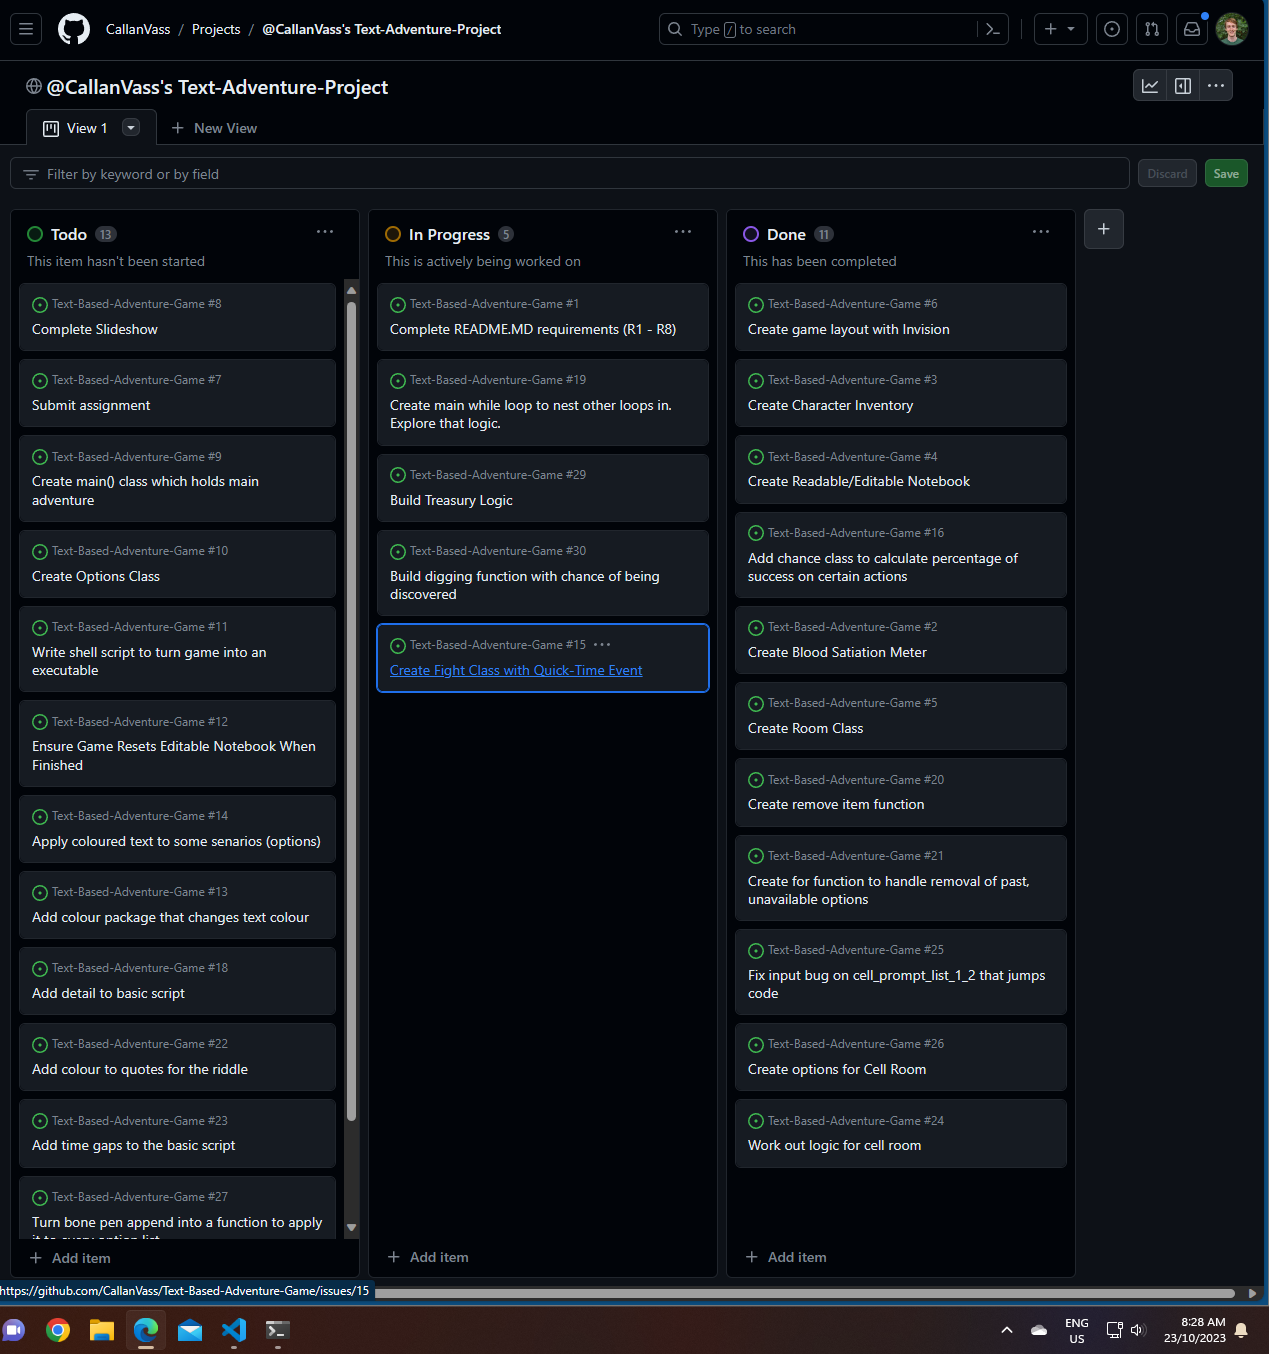 CallanVass / Projects / @CallanVass's Text-Adventure-Project
Type / to search
@CallanVass's Text-Adventure-Project
View 1
New View
Filter by keyword or by field
Discard
Save
Todo 13
This item hasn't been started
Text-Based-Adventure-Game #8
Complete Slideshow
Text-Based-Adventure-Game #7
Submit assignment
Text-Based-Adventure-Game #9
Create main() class which holds main
adventure
Text-Based-Adventure-Game #10
Create Options Class
Text-Based-Adventure-Game #11
Write shell script to turn game into an
executable
Text-Based-Adventure-Game #12
Ensure Game Resets Editable Notebook When
Finished
Text-Based-Adventure-Game #14
Apply coloured text to some senarios (options)
Text-Based-Adventure-Game #13
Add colour package that changes text colour
Text-Based-Adventure-Game #18
Add detail to basic script
Text-Based-Adventure-Game #22
Add colour to quotes for the riddle
Text-Based-Adventure-Game #23
Add time gaps to the basic script
Text-Based-Adventure-Game #27
Turn bone pen append into a function to apply
it to every option list
Add item
In Progress 5
This is actively being worked on
Text-Based-Adventure-Game #1
Complete README.MD requirements (R1 - R8)
Text-Based-Adventure-Game #19
Create main while loop to nest other loops in.
Explore that logic.
Text-Based-Adventure-Game #29
Build Treasury Logic
Text-Based-Adventure-Game #30
Build digging function with chance of being
discovered
Text-Based-Adventure-Game #15
Create Fight Class with Quick-Time Event
Add item
Done 11
This has been completed
Text-Based-Adventure-Game #6
Create game layout with Invision
Text-Based-Adventure-Game #3
Create Character Inventory
Text-Based-Adventure-Game #4
Create Readable/Editable Notebook
Text-Based-Adventure-Game #16
Add chance class to calculate percentage of
success on certain actions
Text-Based-Adventure-Game #2
Create Blood Satiation Meter
Text-Based-Adventure-Game #5
Create Room Class
Text-Based-Adventure-Game #20
Create remove item function
Text-Based-Adventure-Game #21
Create for function to handle removal of past,
unavailable options
Text-Based-Adventure-Game #25
Fix input bug on cell_prompt_list_1_2 that jumps
code
Text-Based-Adventure-Game #26
Create options for Cell Room
Text-Based-Adventure-Game #24
Work out logic for cell room
Add item
https://github.com/CallanVass/Text-Based-Adventure-Game/issues/15
ENG
US
8:28 AM
23/10/2023